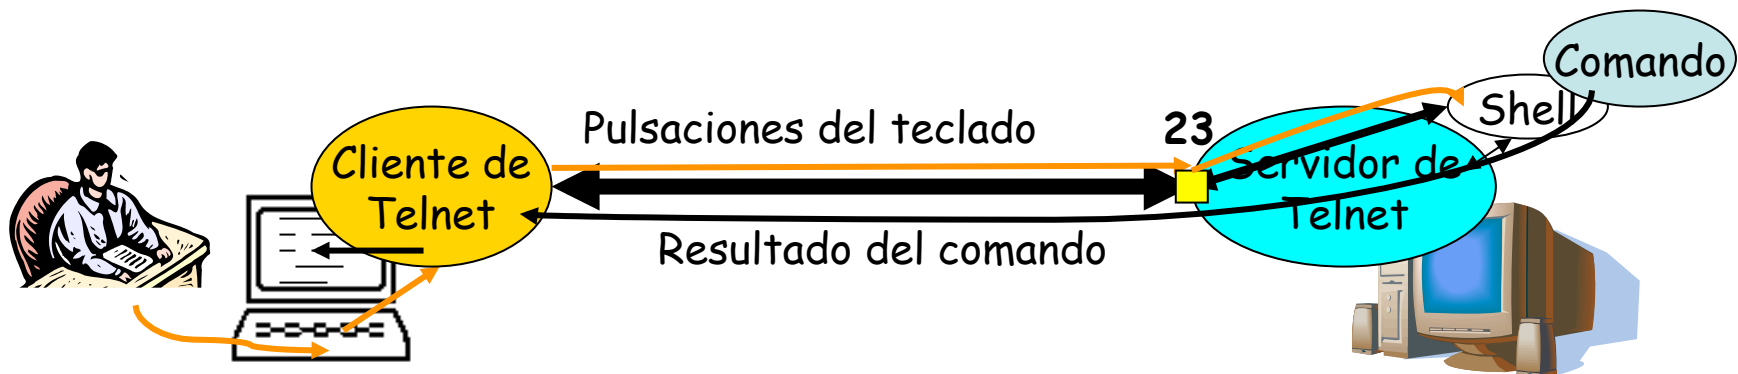 Comando
Shell
Pulsaciones del teclado
23
Cliente de
Telnet
Servidor de
Telnet
Resultado del comando